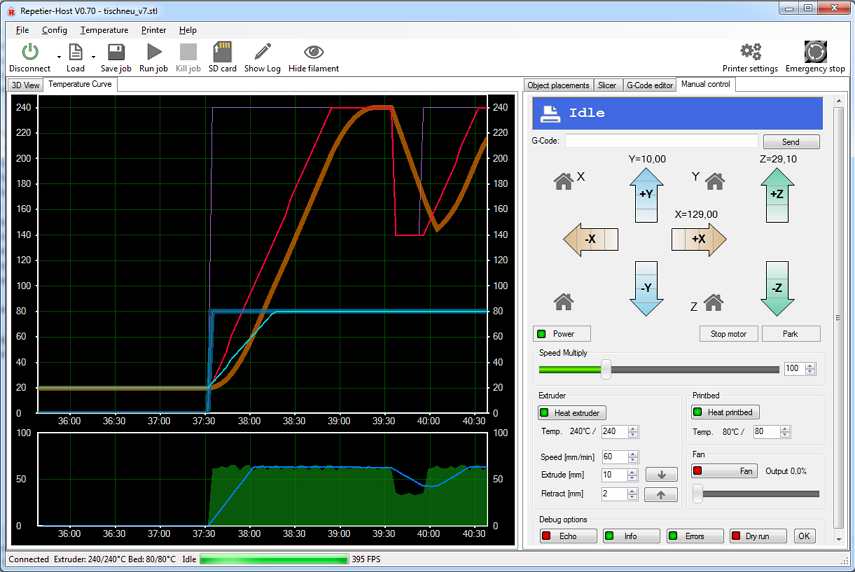 Repetier-Host V0.70 - tischneu_v7.stl
File Config Temperature Printer Help
Disconnect Load Save job Run job Kill job SD card Show Log Hide filament Printer settings Emergency stop
3D View Temperature Curve
Object placements Slicer G-Code editor Manual control
Idle
G-Code: Send
Y=10,00 Z=29,10
X Y
+Y +Z
X=129,00
-X +X
-Y -Z
Z
Power Stop motor Park
Speed Multiply
100
Extruder Printbed
Heat extruder Heat printbed
Temp. 240°C / 240 Temp. 80°C / 80
Speed [mm/min] 60 Fan
Extrude [mm] 10 Fan Output 0,0%
Retract [mm] 2
Debug options
Echo Info Errors Dry run OK
240 240
220 220
200 200
180 180
160 160
140 140
120 120
100 100
80 80
60 60
40 40
20 20
0 0
36:00 36:30 37:00 37:30 38:00 38:30 39:00 39:30 40:00 40:30
100 100
50 50
0 0
36:00 36:30 37:00 37:30 38:00 38:30 39:00 39:30 40:00 40:30
Connected Extruder: 240/240°C Bed: 80/80°C Idle 395 FPS